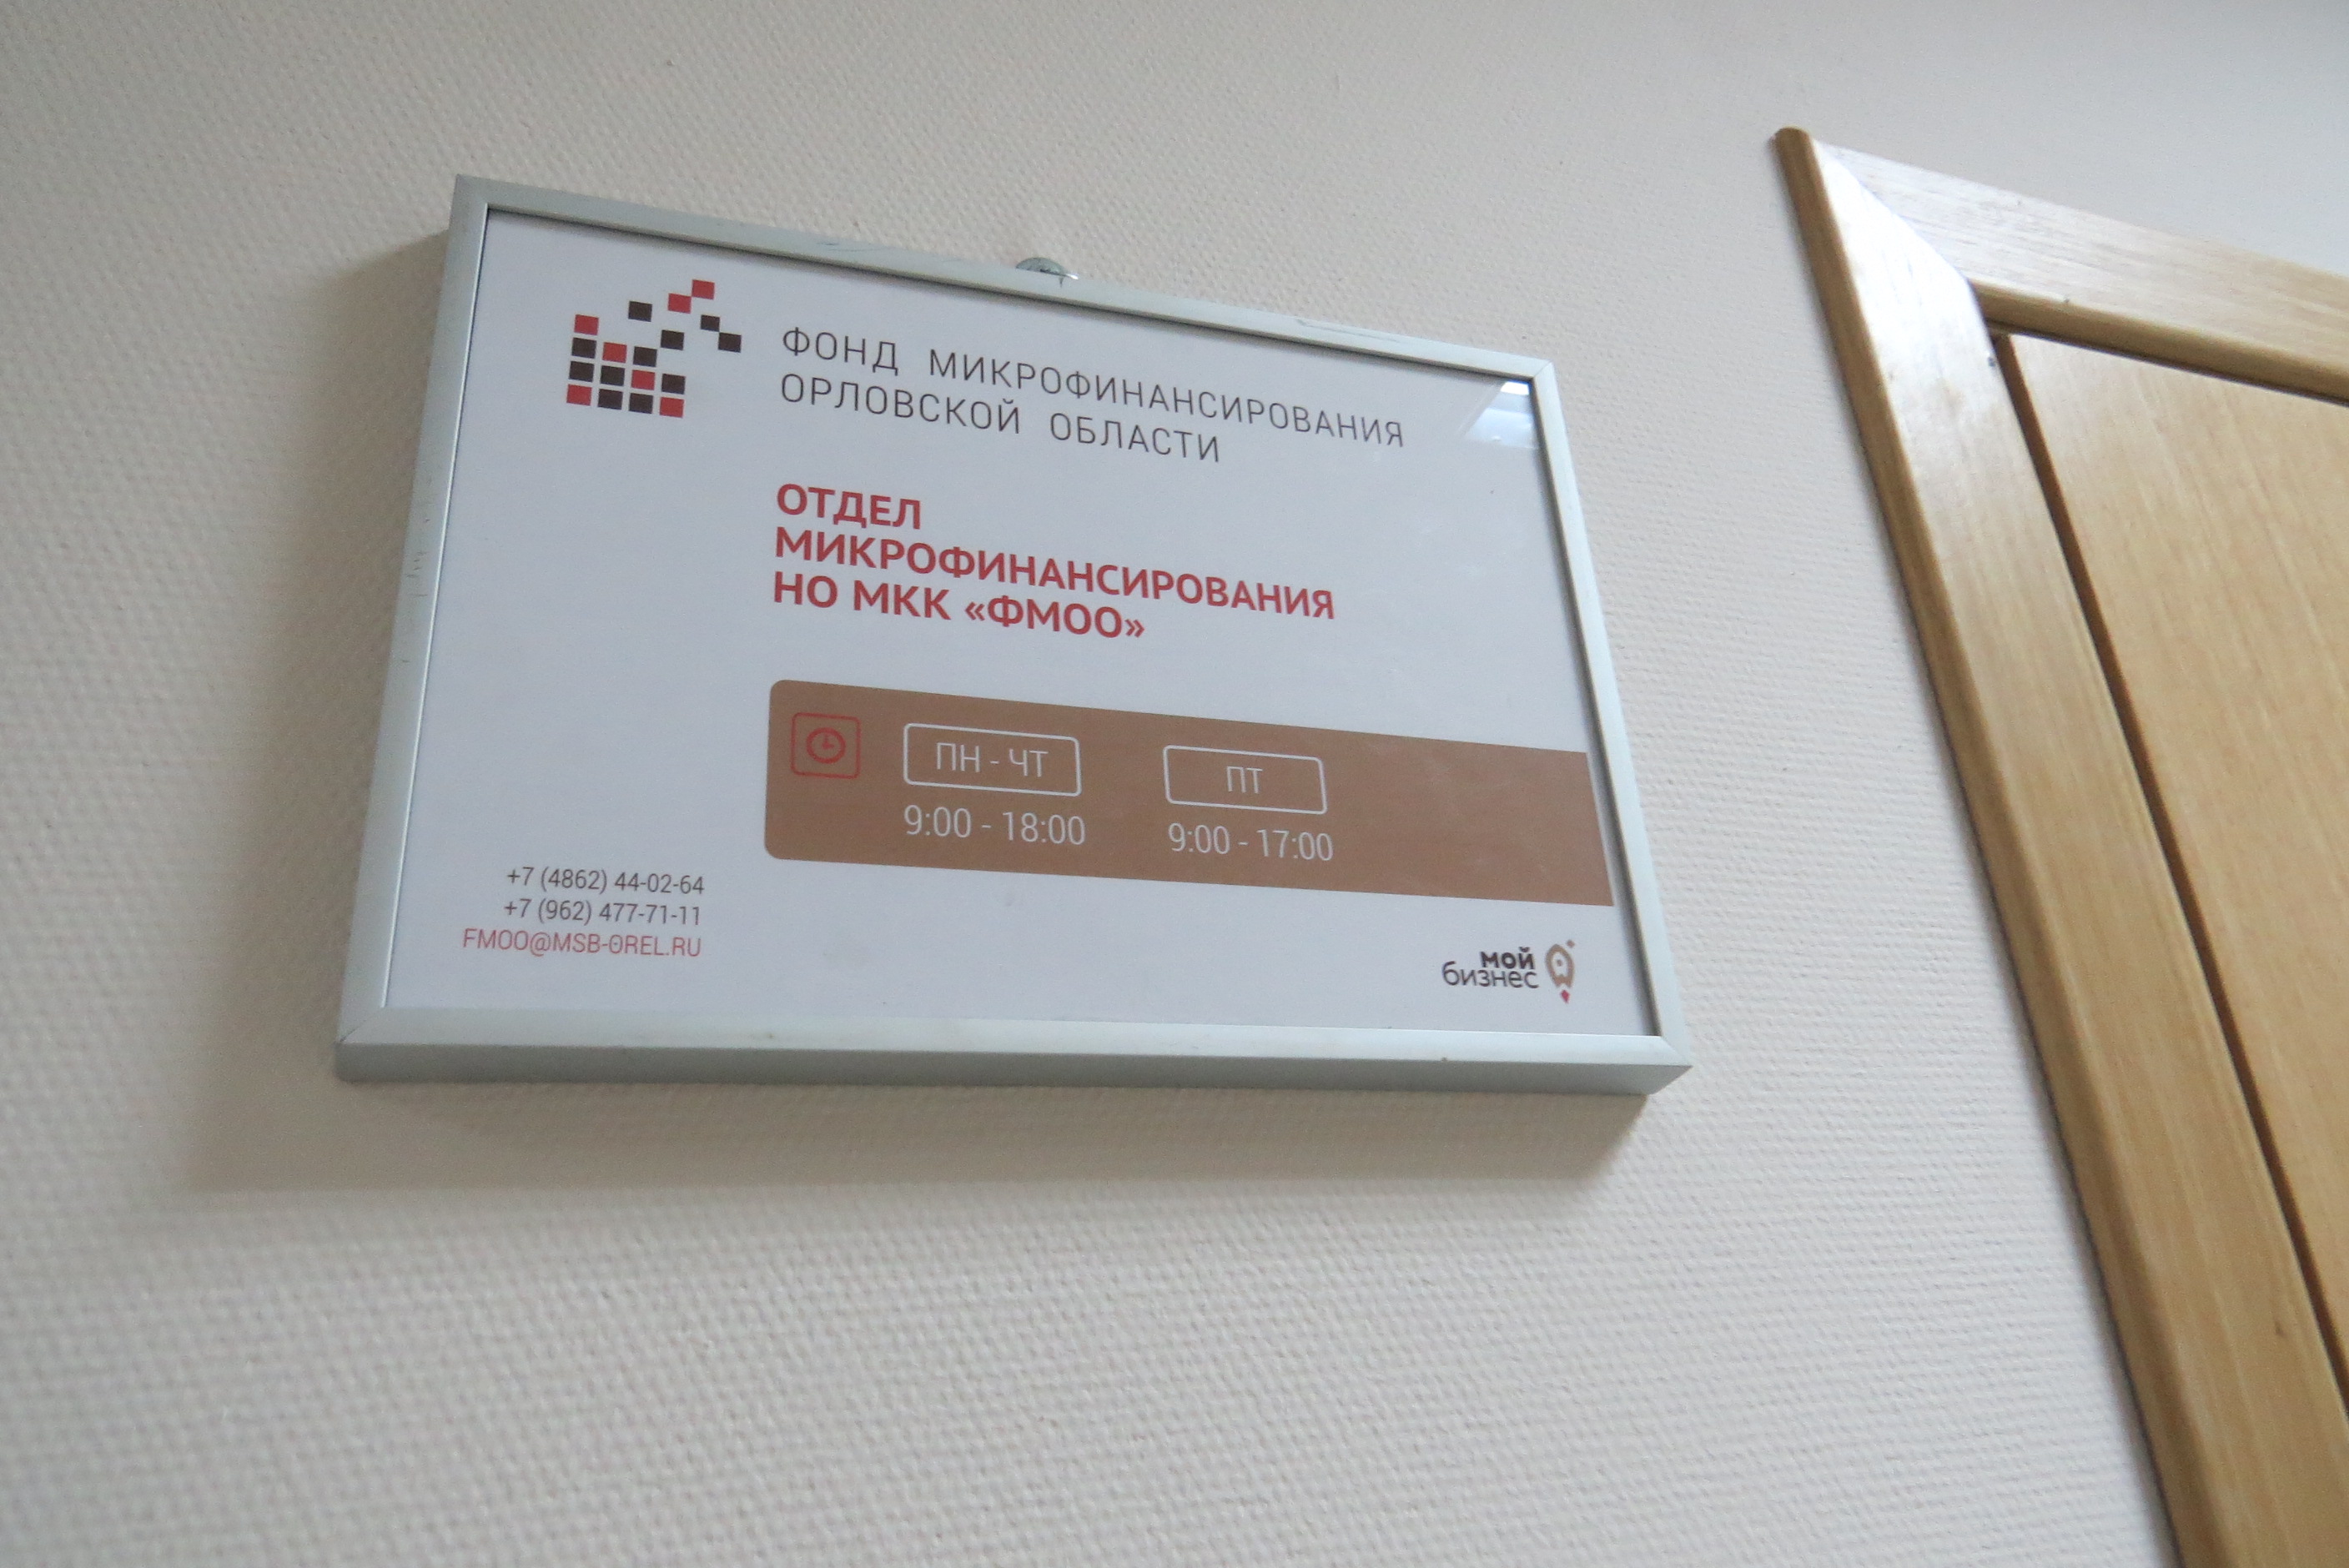 ФОНД МИКРОФИНАНСИРОВАНИЯ
ОРЛОВСКОЙ ОБЛАСТИ
ОТДЕЛ
МИКРОФИНАНСИРОВАНИЯ
НО МКК «ФМОО»
ПН - ЧТ
ПТ
9:00 - 18:00
9:00 - 17:00
+7 (4862) 44-02-64
+7 (962) 477-71-11
FMOO@MSB-OREL.RU
мой
бизнес